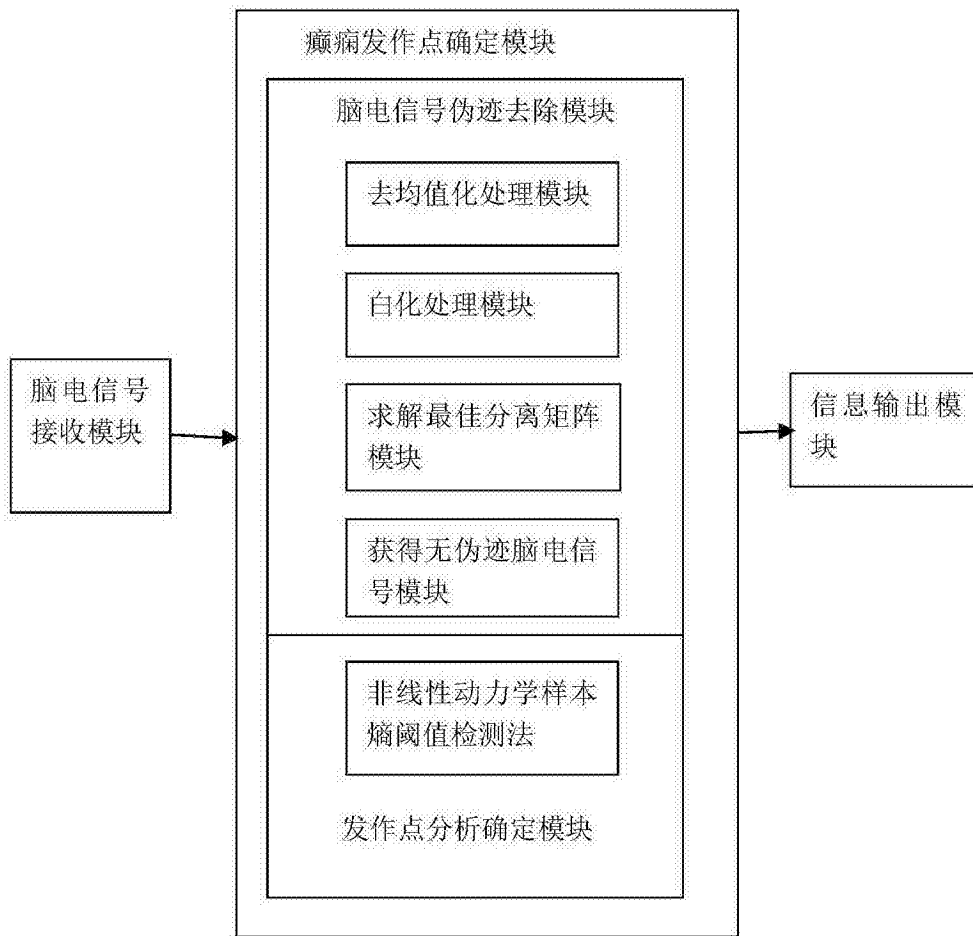 癫痫发作点确定模块
脑电信号伪迹去除模块
去均值化处理模块
白化处理模块
求解最佳分离矩阵
模块
获得无伪迹脑电信
号模块
非线性动力学样本
熵阈值检测法
发作点分析确定模块
脑电信号
接收模块
信息输出模
块